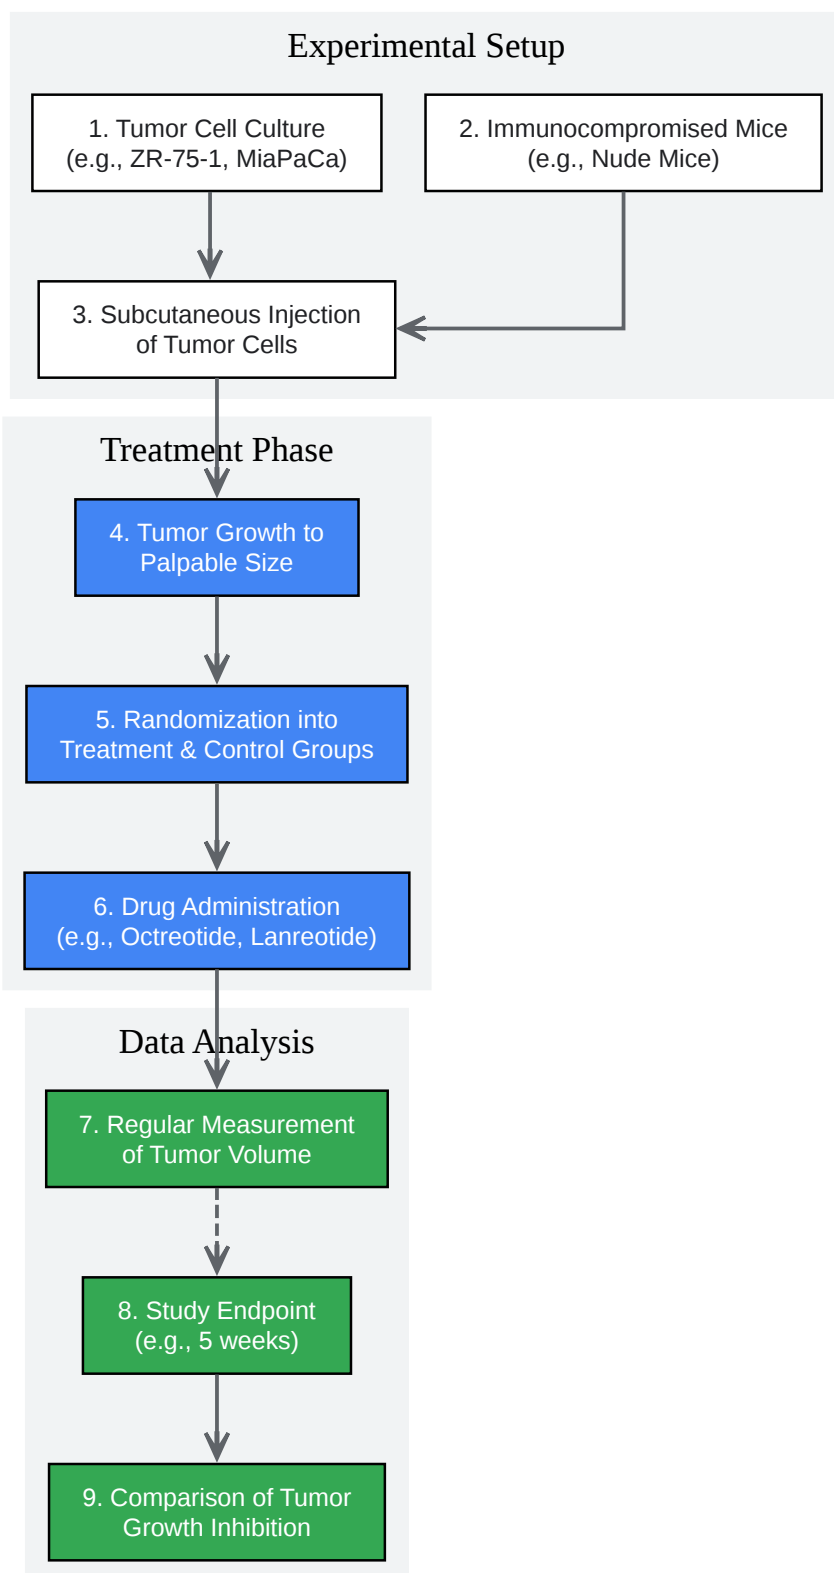 Experimental Setup
1. Tumor Cell Culture
(e.g., ZR-75-1, MiaPaCa)
2. Immunocompromised Mice
(e.g., Nude Mice)
3. Subcutaneous Injection
of Tumor Cells
Treatment Phase
4. Tumor Growth to
Palpable Size
5. Randomization into
Treatment & Control Groups
6. Drug Administration
(e.g., Octreotide, Lanreotide)
Data Analysis
7. Regular Measurement
of Tumor Volume
8. Study Endpoint
(e.g., 5 weeks)
9. Comparison of Tumor
Growth Inhibition